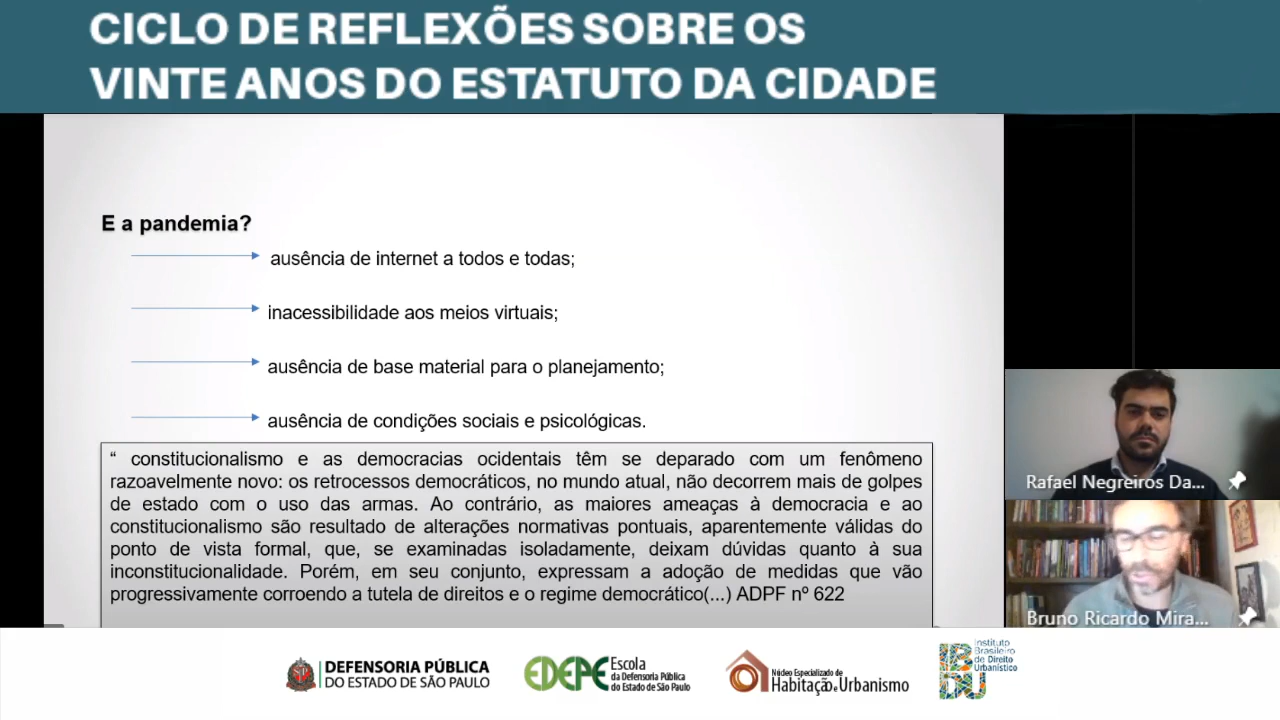 CICLO DE REFLEXÕES SOBRE OS
VINTE ANOS DO ESTATUTO DA CIDADE
E a pandemia?
ausência de internet a todos e todas;
inacessibilidade aos meios virtuais;
ausência de base material para o planejamento;
ausência de condições sociais e psicológicas.
“ constitucionalismo e as democracias ocidentais têm se deparado com um fenômeno
razoavelmente novo: os retrocessos democráticos, no mundo atual, não decorrem mais de golpes
de estado com o uso das armas. Ao contrário, as maiores ameaças à democracia e ao
constitucionalismo são resultado de alterações normativas pontuais, aparentemente válidas do
ponto de vista formal, que, se examinadas isoladamente, deixam dúvidas quanto à sua
inconstitucionalidade. Porém, em seu conjunto, expressam a adoção de medidas que vão
progressivamente corroendo a tutela de direitos e o regime democrático(...) ADPF nº 622
Rafael Negreiros Da...
Bruno Ricardo Mira...
DEFENSORIA PÚBLICA
DO ESTADO DE SÃO PAULO
EDEPE
Escola
da Defensoria Pública
do Estado de São Paulo
Núcleo Especializado de
Habitação e Urbanismo
IBDU
Instituto
Brasileiro
de Direito
Urbanístico